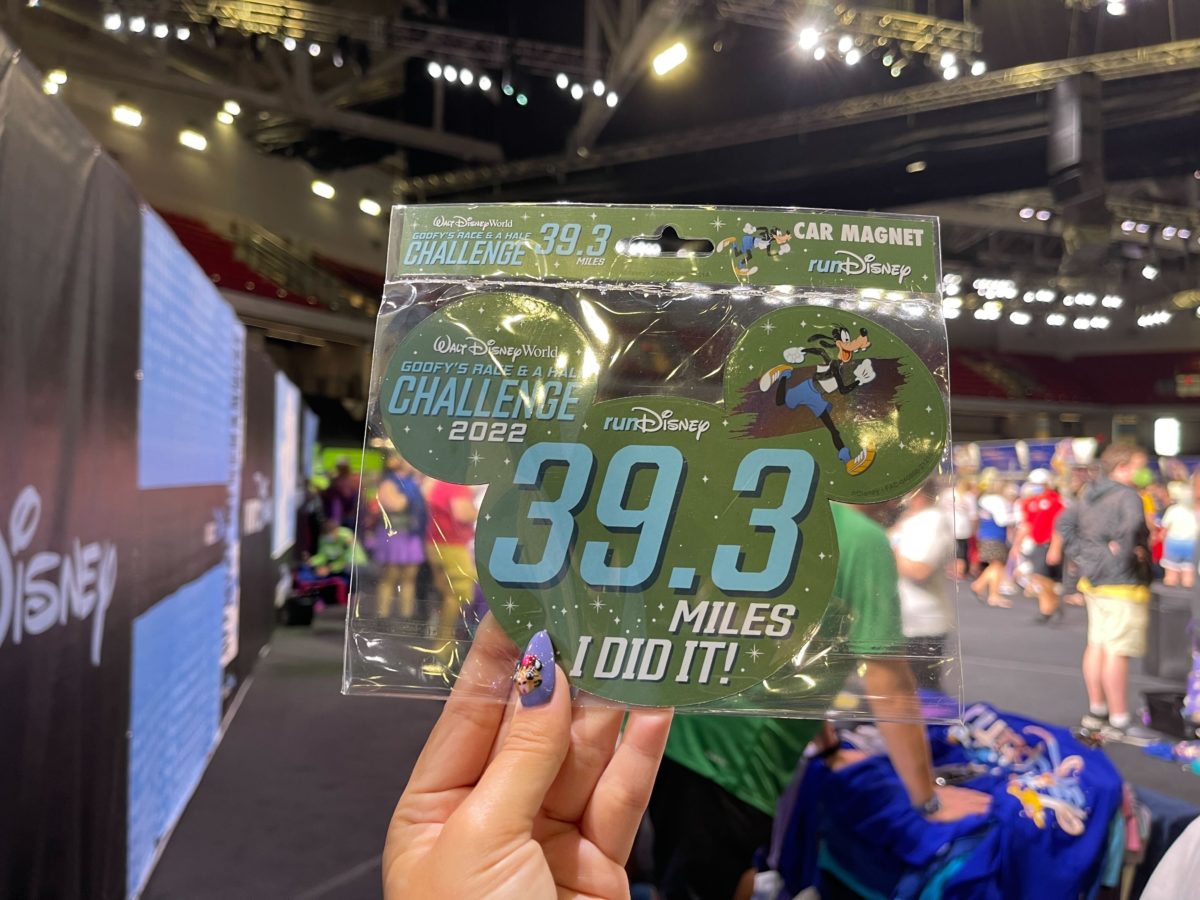 WALT DISNEY World
GOOFY'S RACE & A HALF
CHALLENGE
39.3
MILES
CAR MAGNET
runDISNEY
WALT DISNEY World
GOOFY'S RACE & A HALF
CHALLENGE
2022
runDISNEY
39.3
MILES
I DID IT!
DISNEY